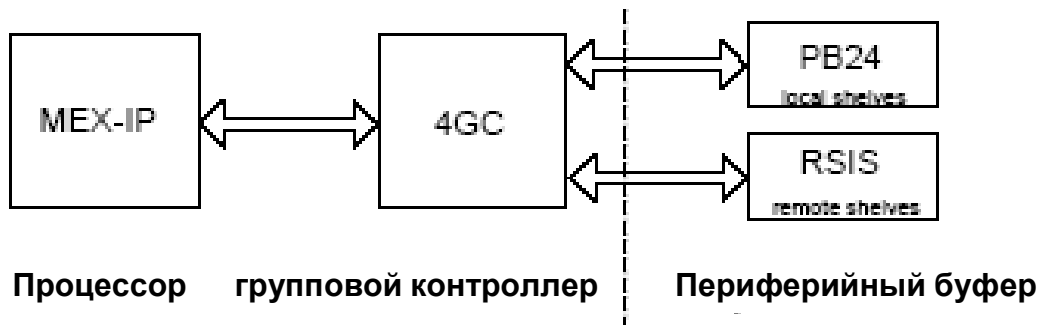 MEX-IP
4GC
PB24
local shelves
RSIS
remote shelves
Процессор
групповой контроллер
Периферийный буфер